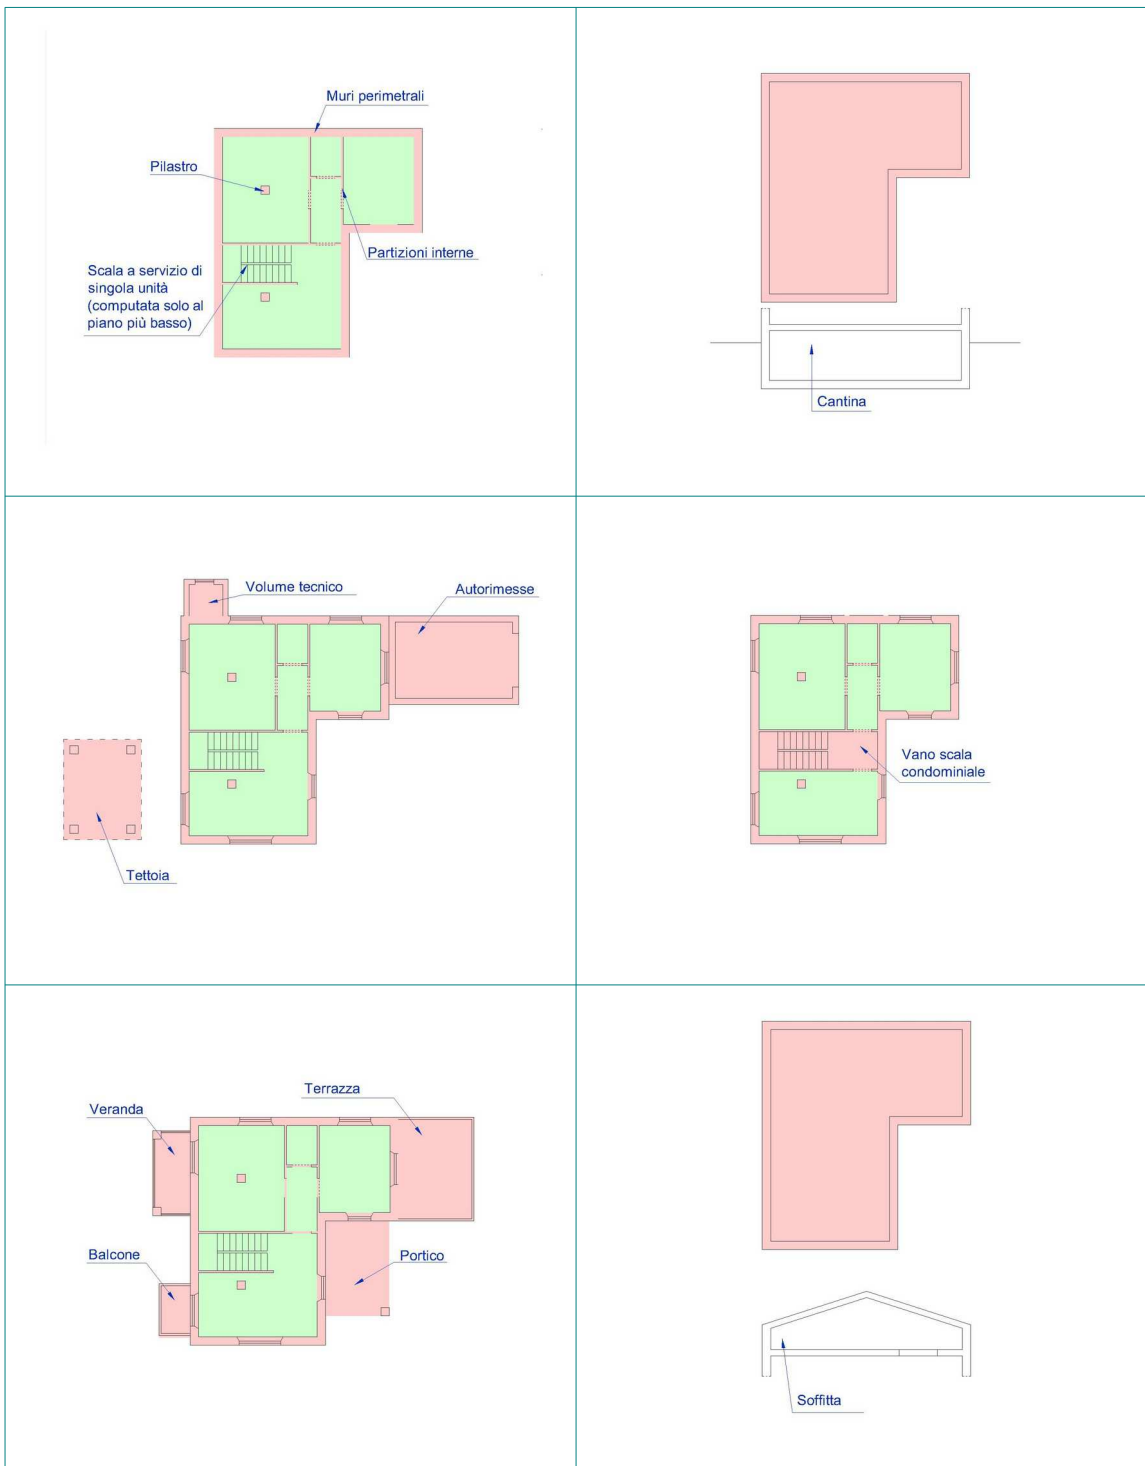 Muri perimetrali
Pilastro
Partizioni interne
Scala a servizio di
singola unità
(computata solo al
piano più basso)
Cantina
Volume tecnico
Autorimesse
Tettoia
Vano scala
condominiale
Terrazza
Veranda
Balcone
Portico
Soffitta